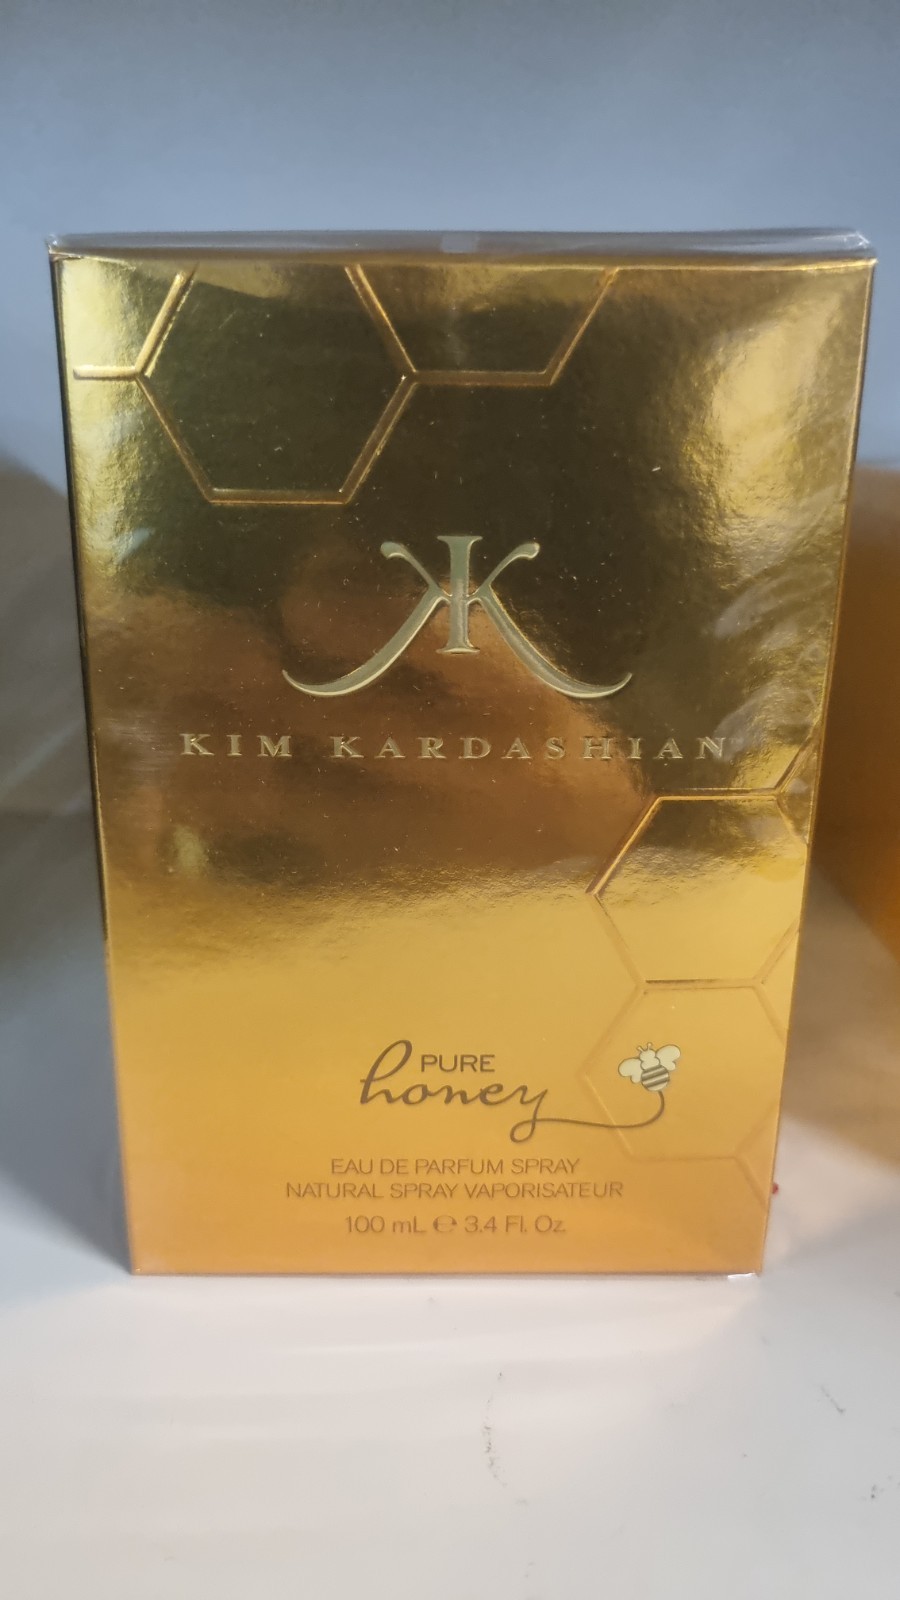 KK
KIM KARDASHIAN
PURE
honey
EAU DE PARFUM SPRAY
NATURAL SPRAY VAPORISATEUR
100 mL ℮ 3.4 Fl. Oz.